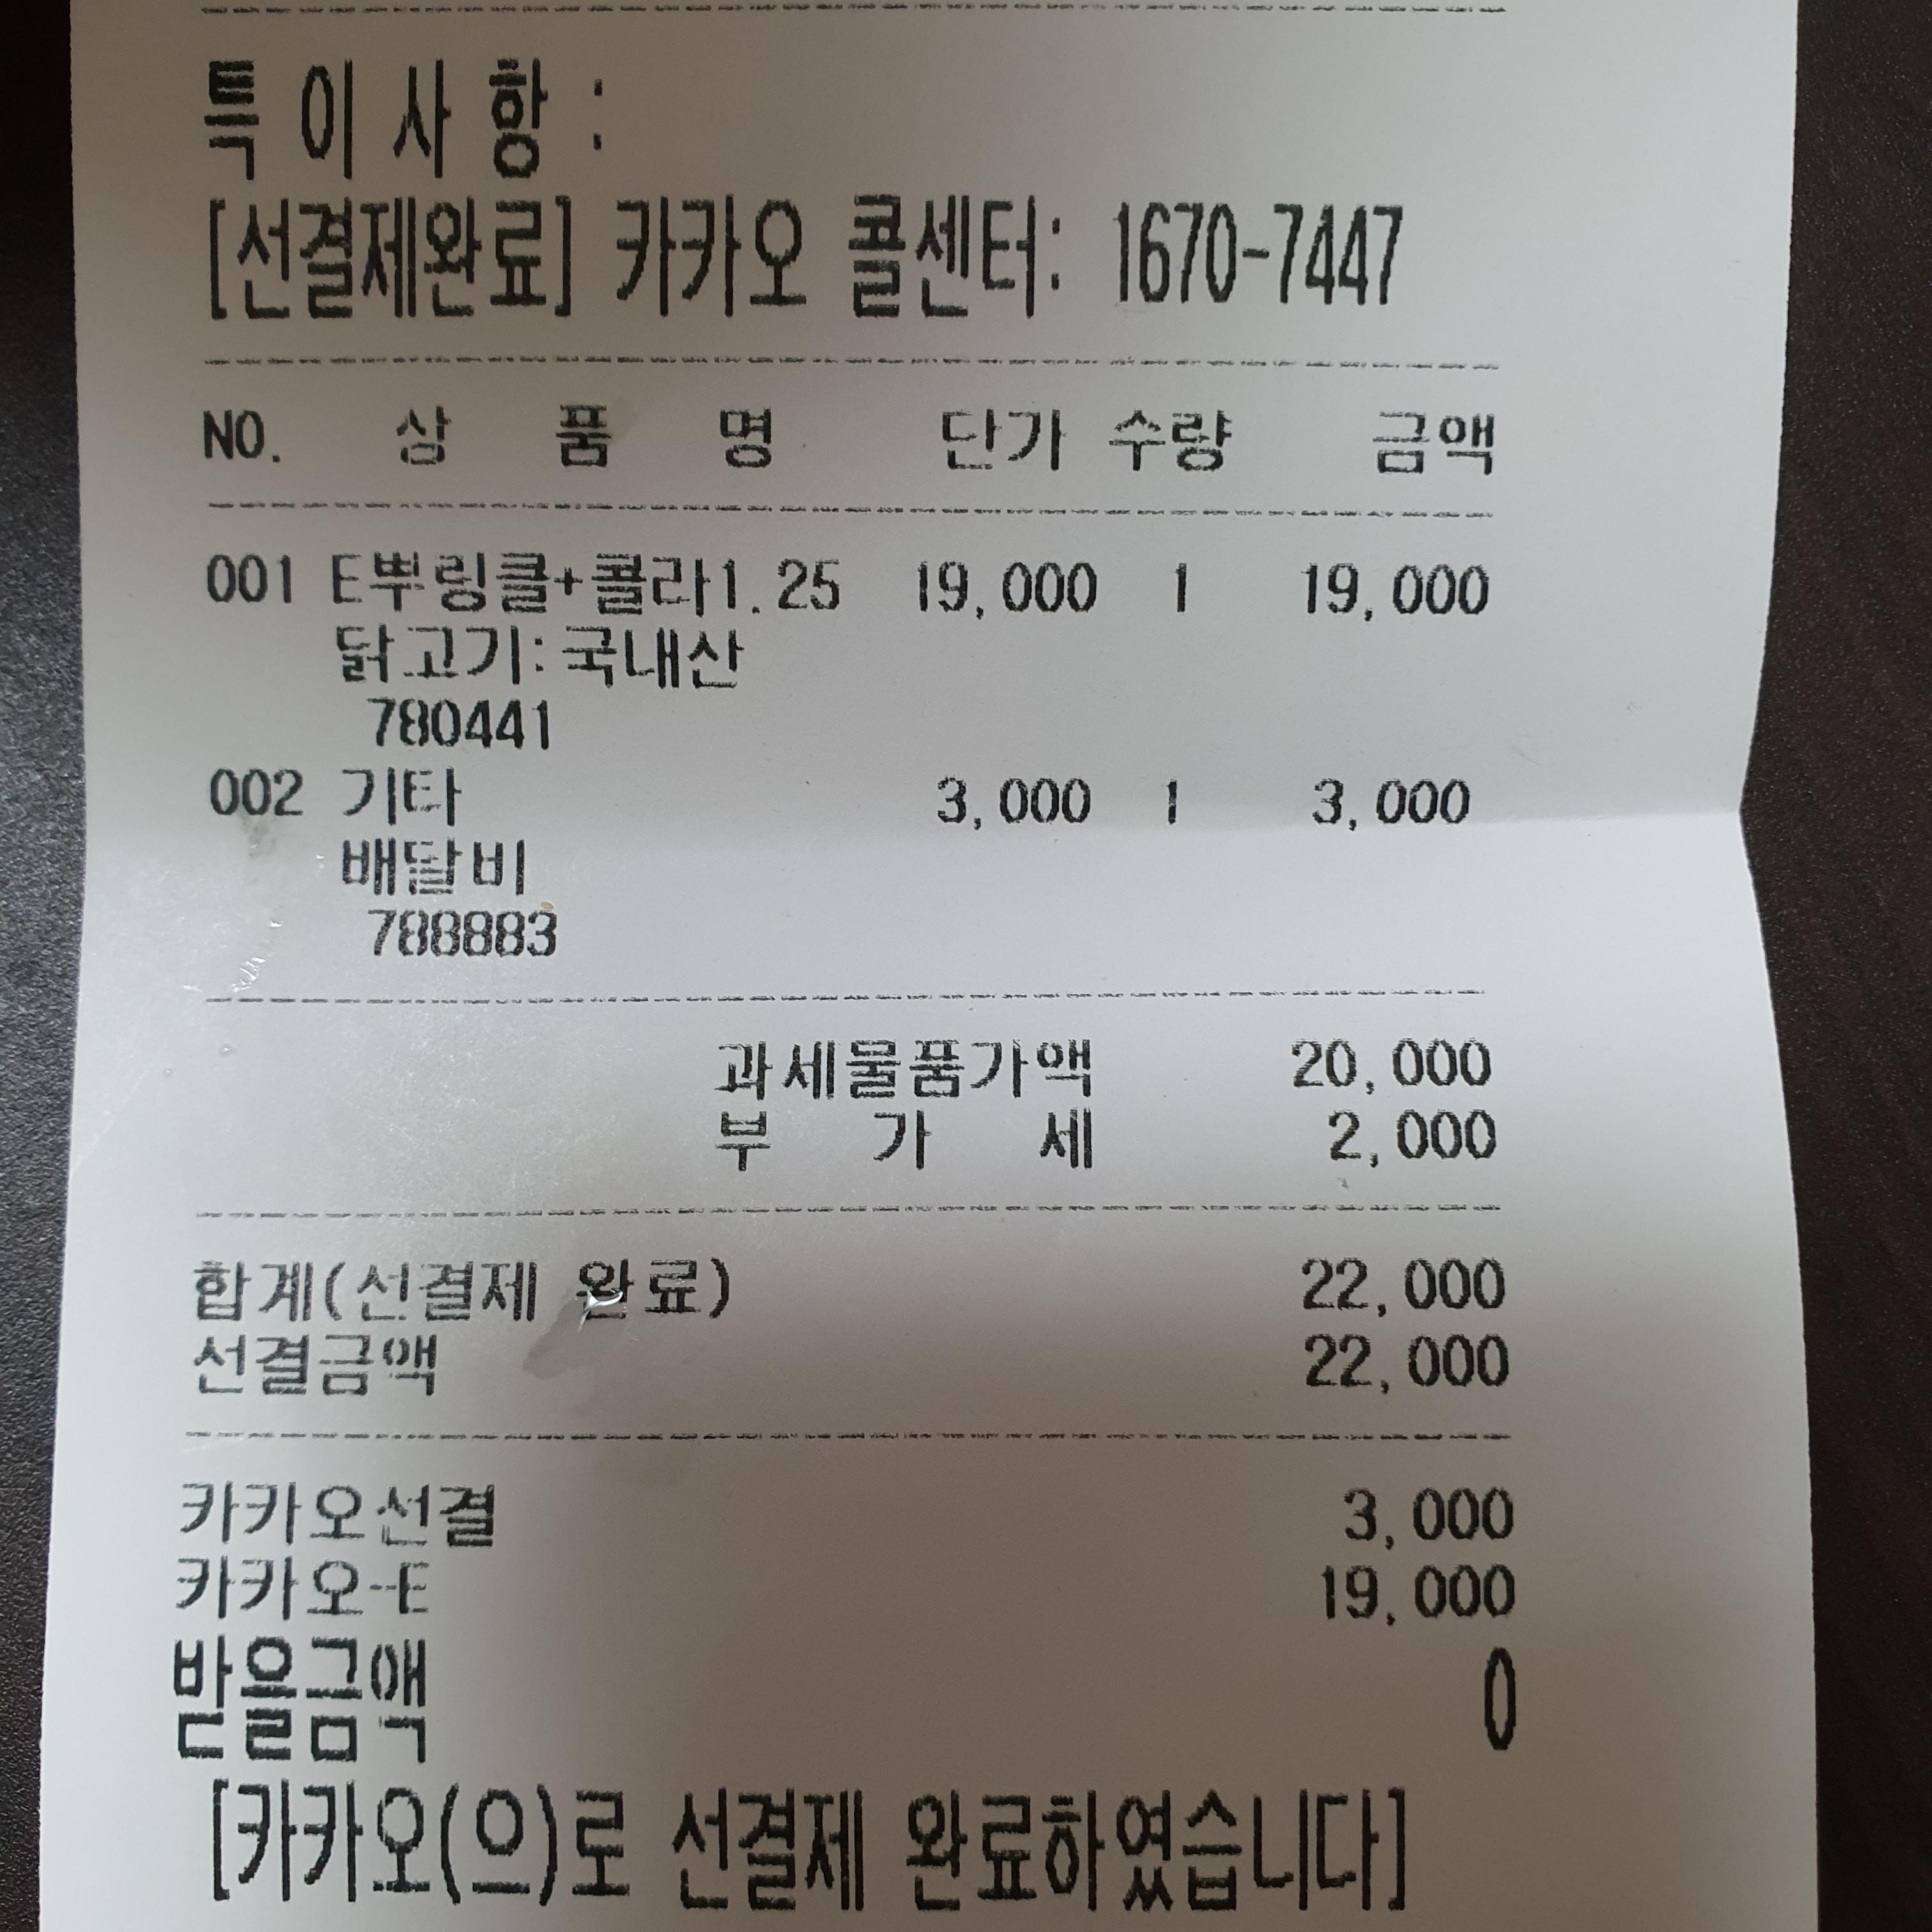 특 이 사 항 :
[선결제완료] 카카오 콜센터: 1670-7447
NO. 상 품 명 단가 수량 금액
001 E뿌링클+콜라1.25 19,000 1 19,000
닭고기:국내산
780441
002 기타 3,000 1 3,000
배달비
788883
과세물품가액 20,000
부 가 세 2,000
합계(선결제 완료) 22,000
선결금액 22,000
카카오선결 3,000
카카오-E 19,000
받을금액 0
[카카오(으)로 선결제 완료하였습니다]